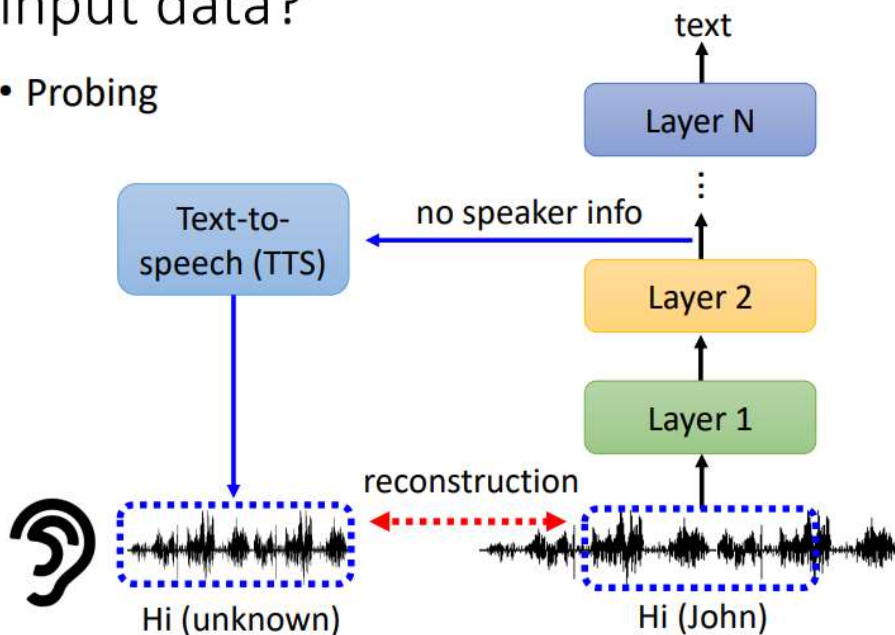 input data?
• Probing
text
Layer N
⋮
no speaker info
Text-to-
speech (TTS)
Layer 2
Layer 1
reconstruction
Hi (unknown)
Hi (John)